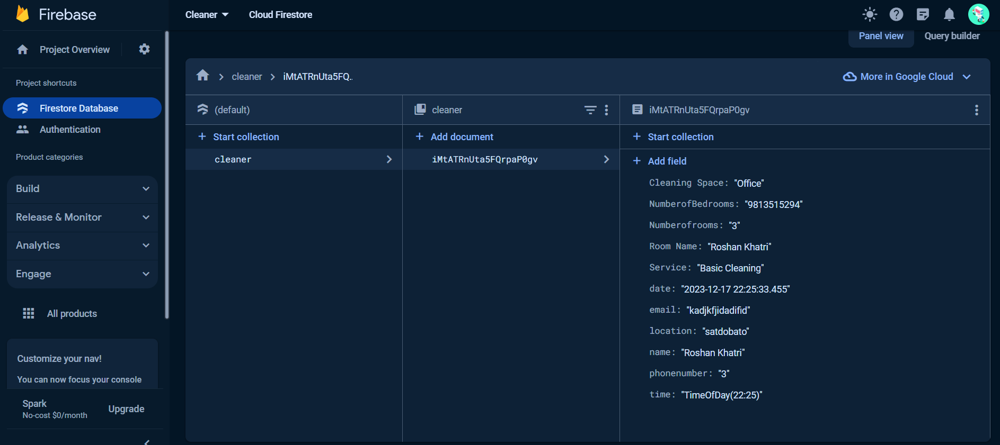 Firebase
Cleaner
Cloud Firestore
Panel view
Query builder
Project Overview
Project shortcuts
Firestore Database
Authentication
Product categories
Build
Release & Monitor
Analytics
Engage
All products
Customize your nav!
You can now focus your console
Spark
No-cost $0/month
Upgrade
cleaner
iMtATRnUta5FQ..
More in Google Cloud
(default)
Start collection
cleaner
cleaner
Add document
iMtATRnUta5FQrpaP0gv
iMtATRnUta5FQrpaP0gv
Start collection
Add field
Cleaning Space: "Office"
NumberofBedrooms: "9813515294"
Numberofrooms: "3"
Room Name: "Roshan Khatri"
Service: "Basic Cleaning"
date: "2023-12-17 22:25:33.455"
email: "kadjkfjidadifid"
location: "satdobato"
name: "Roshan Khatri"
phonenumber: "3"
time: "TimeOfDay(22:25)"